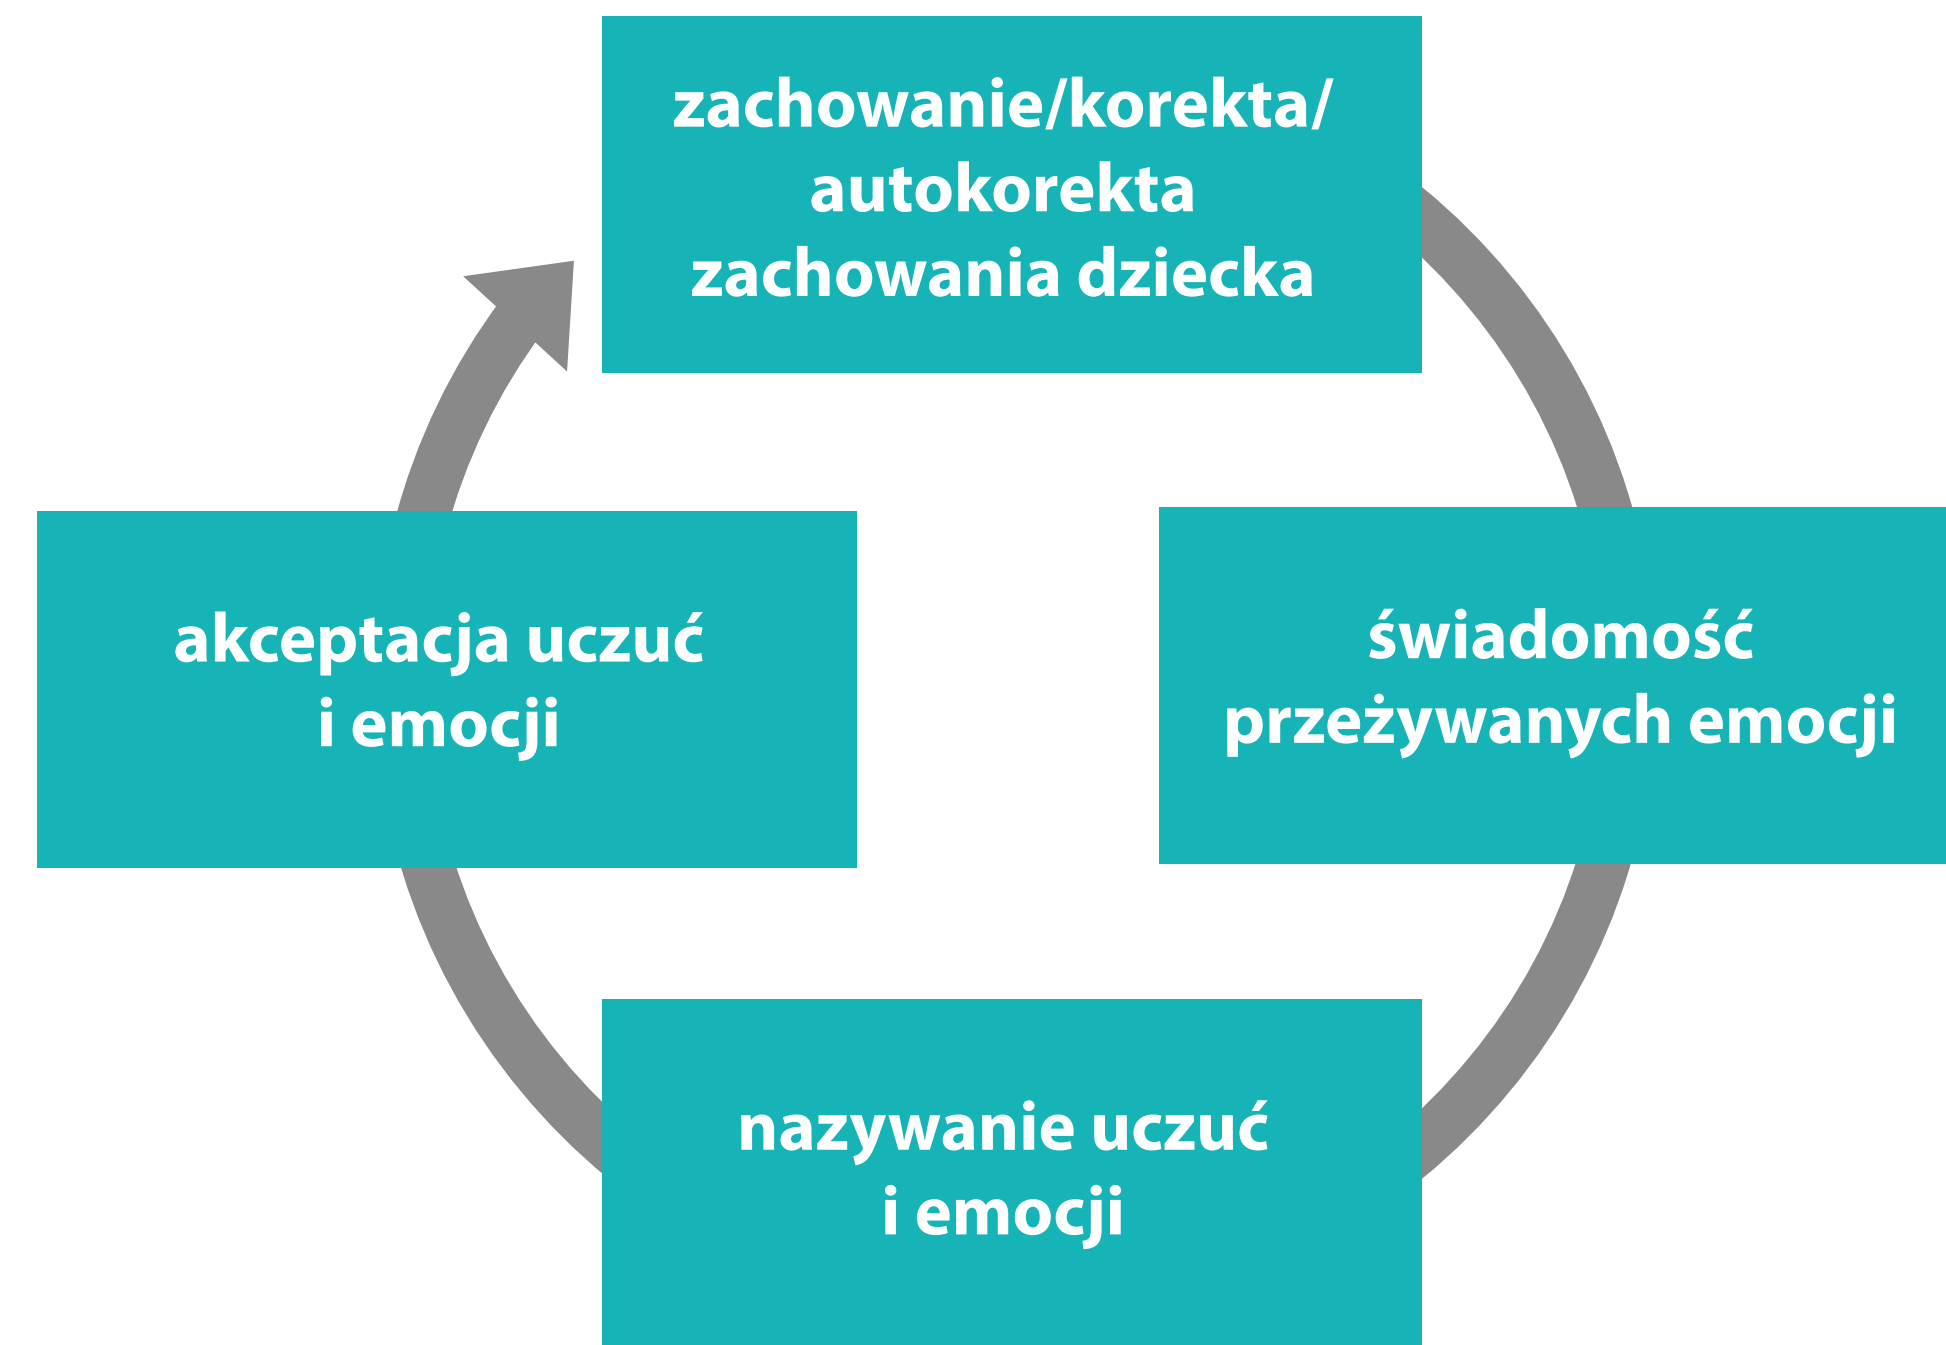 zachowanie/korekta/
autokorekta
zachowania dziecka
akceptacja uczuć
i emocji
świadomość
przeżywanych emocji
nazywanie uczuć
i emocji